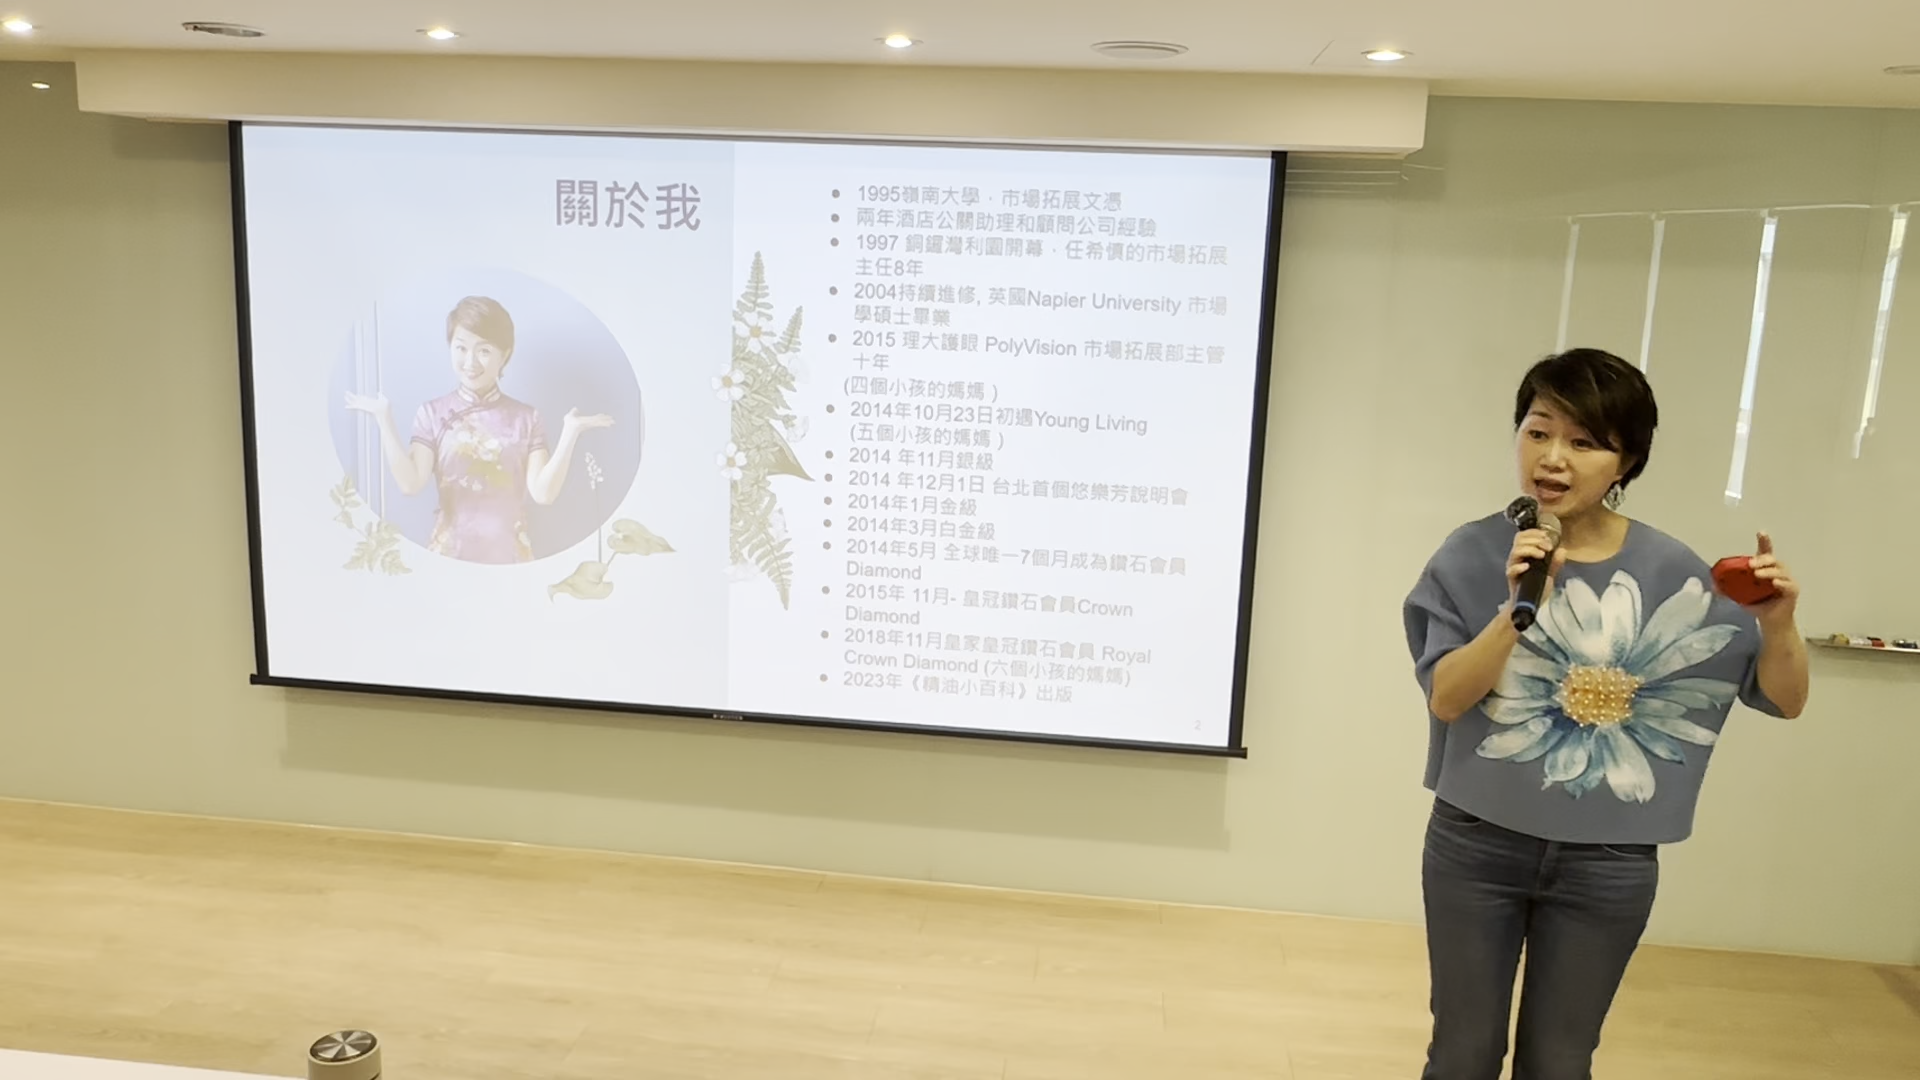 關於我
1995嶺南大學，市場拓展文憑
兩年酒店公關助理和顧問公司經驗
1997 銅鑼灣利園開幕，任希慎的市場拓展
主任8年
2004持續進修, 英國Napier University 市場
學碩士畢業
2015 理大護眼 PolyVision 市場拓展部主管
十年
(四個小孩的媽媽 )
2014年10月23日初遇Young Living
(五個小孩的媽媽 )
2014 年11月銀級
2014 年12月1日 台北首個悠樂芳說明會
2014年1月金級
2014年3月白金級
2014年5月 全球唯一7個月成為鑽石會員
Diamond
2015年 11月- 皇冠鑽石會員Crown
Diamond
2018年11月皇家皇冠鑽石會員 Royal
Crown Diamond (六個小孩的媽媽)
2023年《精油小百科》出版
2